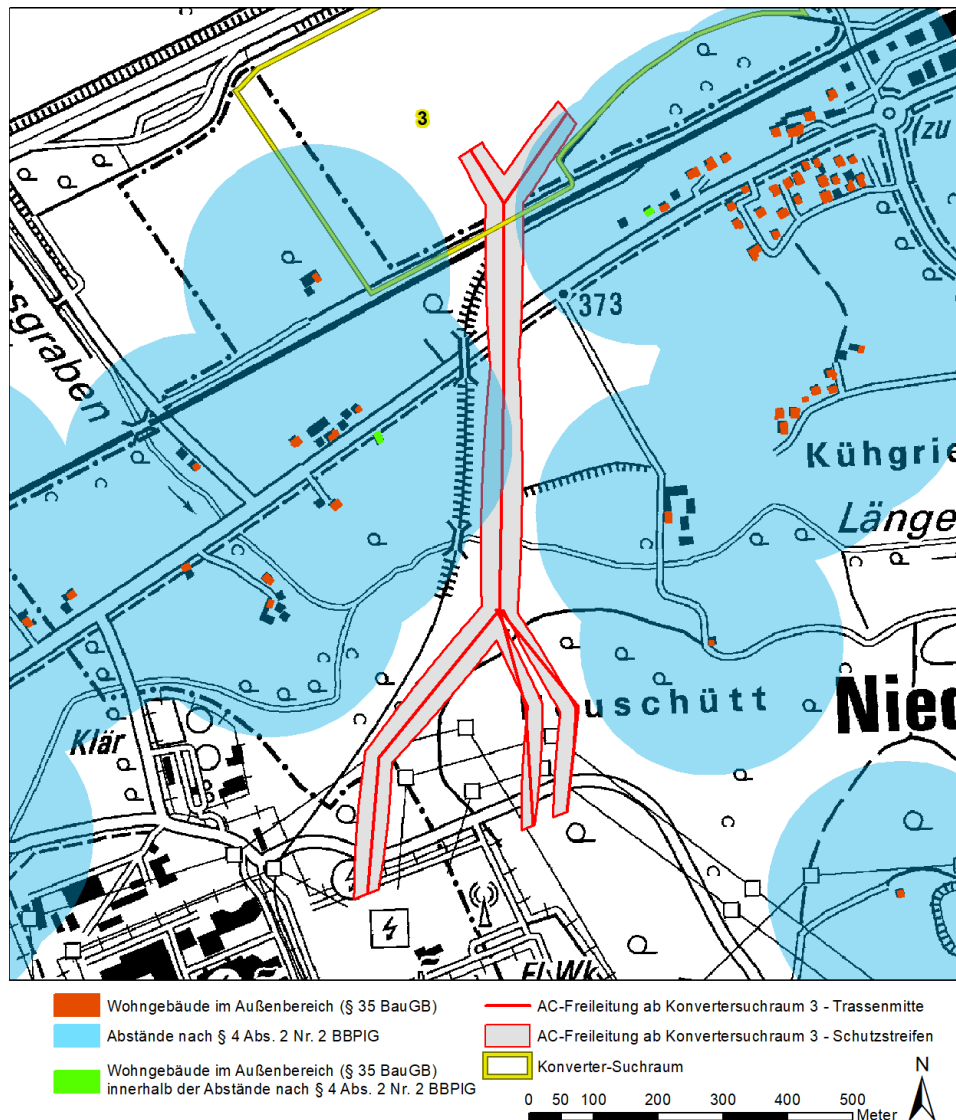 3
(zu
373
sgraben
Kühgrie
Länge
uschütt
Nied
Klär
El.Wk
Wohngebäude im Außenbereich (§ 35 BauGB)
Abstände nach § 4 Abs. 2 Nr. 2 BBPlG
Wohngebäude im Außenbereich (§ 35 BauGB)
innerhalb der Abstände nach § 4 Abs. 2 Nr. 2 BBPlG
AC-Freileitung ab Konvertersuchraum 3 - Trassenmitte
AC-Freileitung ab Konvertersuchraum 3 - Schutzstreifen
Konverter-Suchraum
N
0 50 100 200 300 400 500
Meter